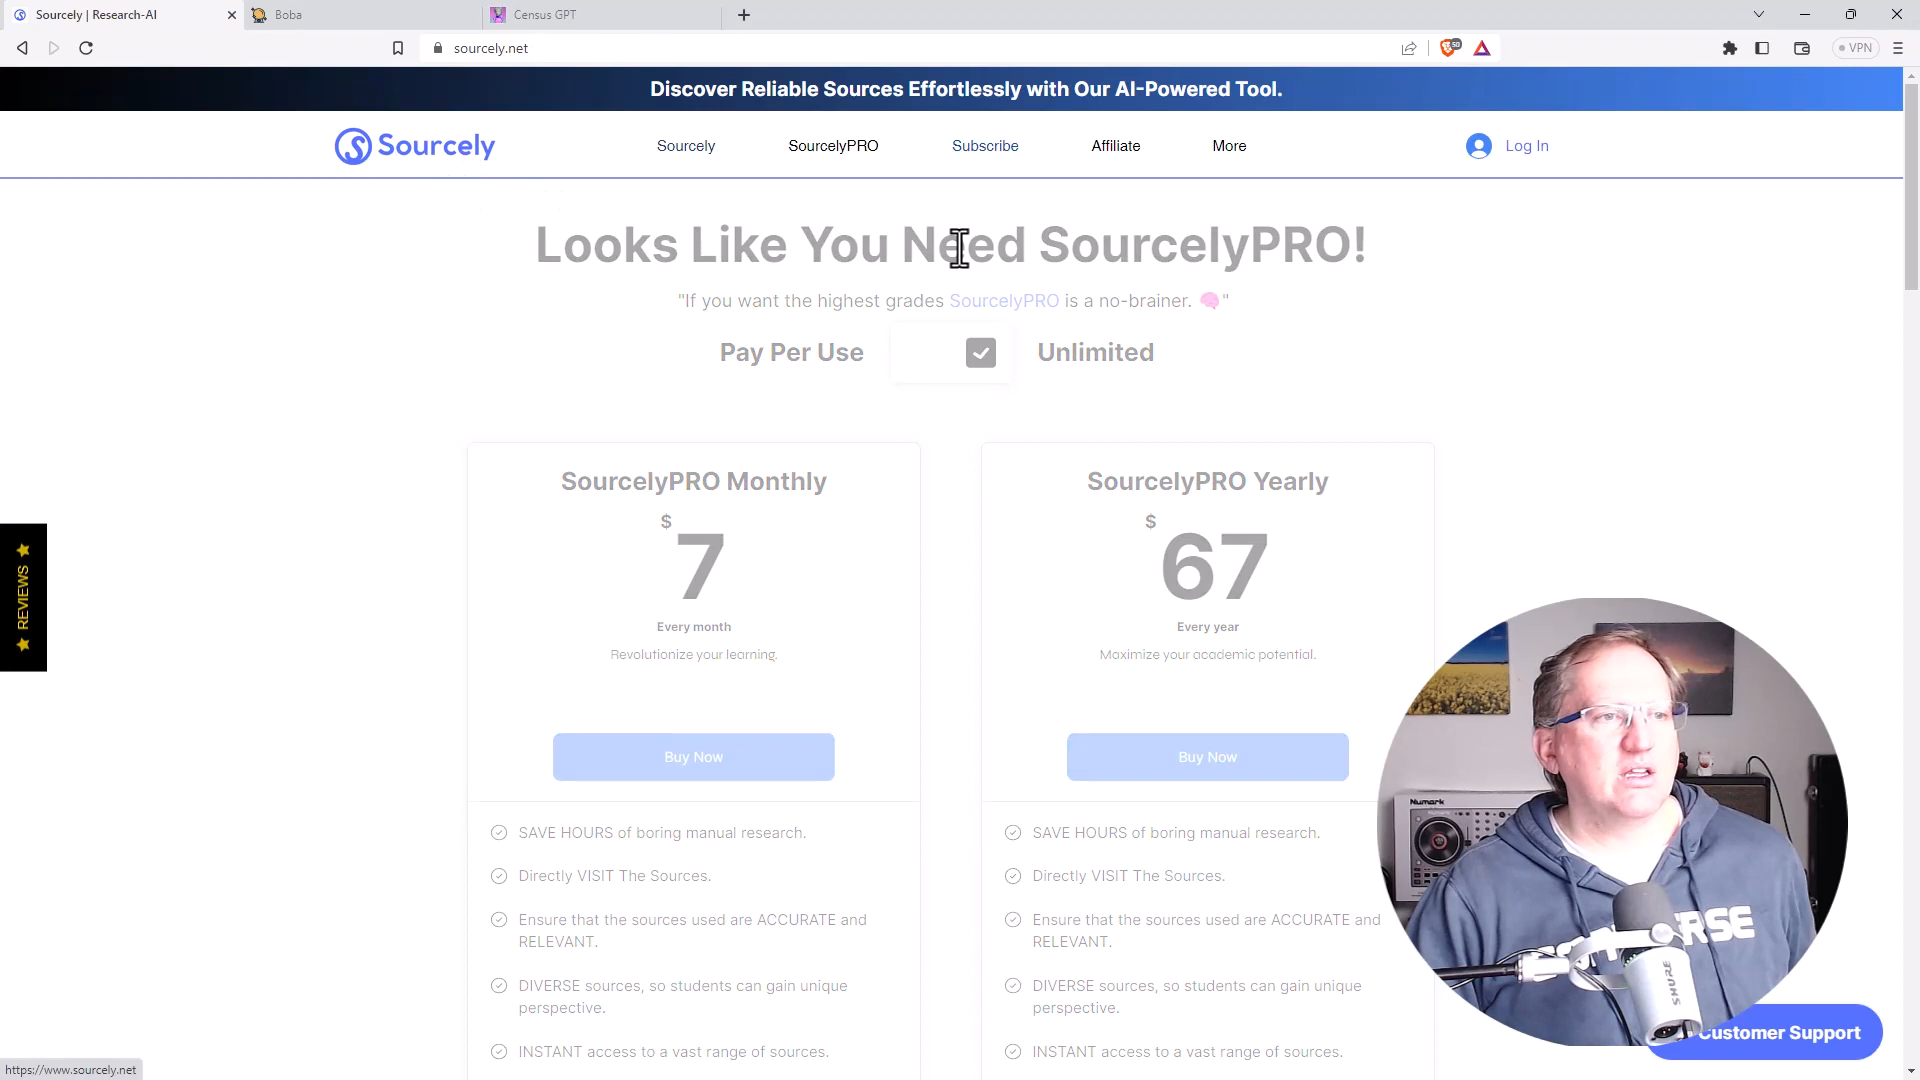 Sourcely | Research-AI
Boba
Census GPT
sourcely.net
50
VPN
Discover Reliable Sources Effortlessly with Our AI-Powered Tool.
Sourcely
Sourcely
SourcelyPRO
Subscribe
Affiliate
More
Log In
Looks Like You Need SourcelyPRO!
"If you want the highest grades SourcelyPRO is a no-brainer. 🧠"
Pay Per Use
Unlimited
SourcelyPRO Monthly
$
7
Every month
Revolutionize your learning.
Buy Now
SAVE HOURS of boring manual research.
Directly VISIT The Sources.
Ensure that the sources used are ACCURATE and
RELEVANT.
DIVERSE sources, so students can gain unique
perspective.
INSTANT access to a vast range of sources.
SourcelyPRO Yearly
$
67
Every year
Maximize your academic potential.
Buy Now
SAVE HOURS of boring manual research.
Directly VISIT The Sources.
Ensure that the sources used are ACCURATE and
RELEVANT.
DIVERSE sources, so students can gain unique
perspective.
INSTANT access to a vast range of sources.
★ REVIEWS ★
Numark
SHURE
Customer Support
https://www.sourcely.net